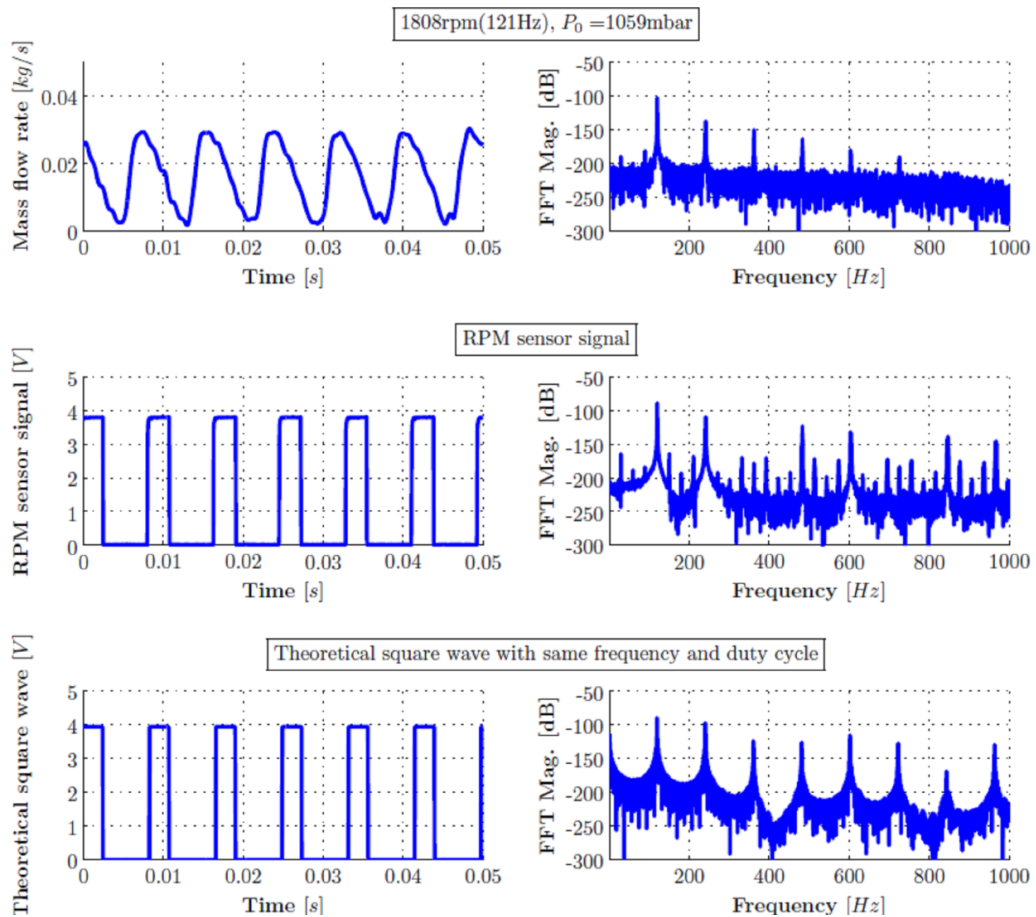 1808rpm(121Hz), P₀ =1059mbar
Mass flow rate [kg/s]
0.04
0.02
0
0 0.01 0.02 0.03 0.04 0.05
Time [s]
FFT Mag. [dB]
-50
-100
-150
-200
-250
-300
200 400 600 800 1000
Frequency [Hz]
RPM sensor signal
RPM sensor signal [V]
5
4
3
2
1
0
0 0.01 0.02 0.03 0.04 0.05
Time [s]
FFT Mag. [dB]
-50
-100
-150
-200
-250
-300
200 400 600 800 1000
Frequency [Hz]
Theoretical square wave with same frequency and duty cycle
Theoretical square wave [V]
5
4
3
2
1
0
0 0.01 0.02 0.03 0.04 0.05
Time [s]
FFT Mag. [dB]
-50
-100
-150
-200
-250
-300
200 400 600 800 1000
Frequency [Hz]